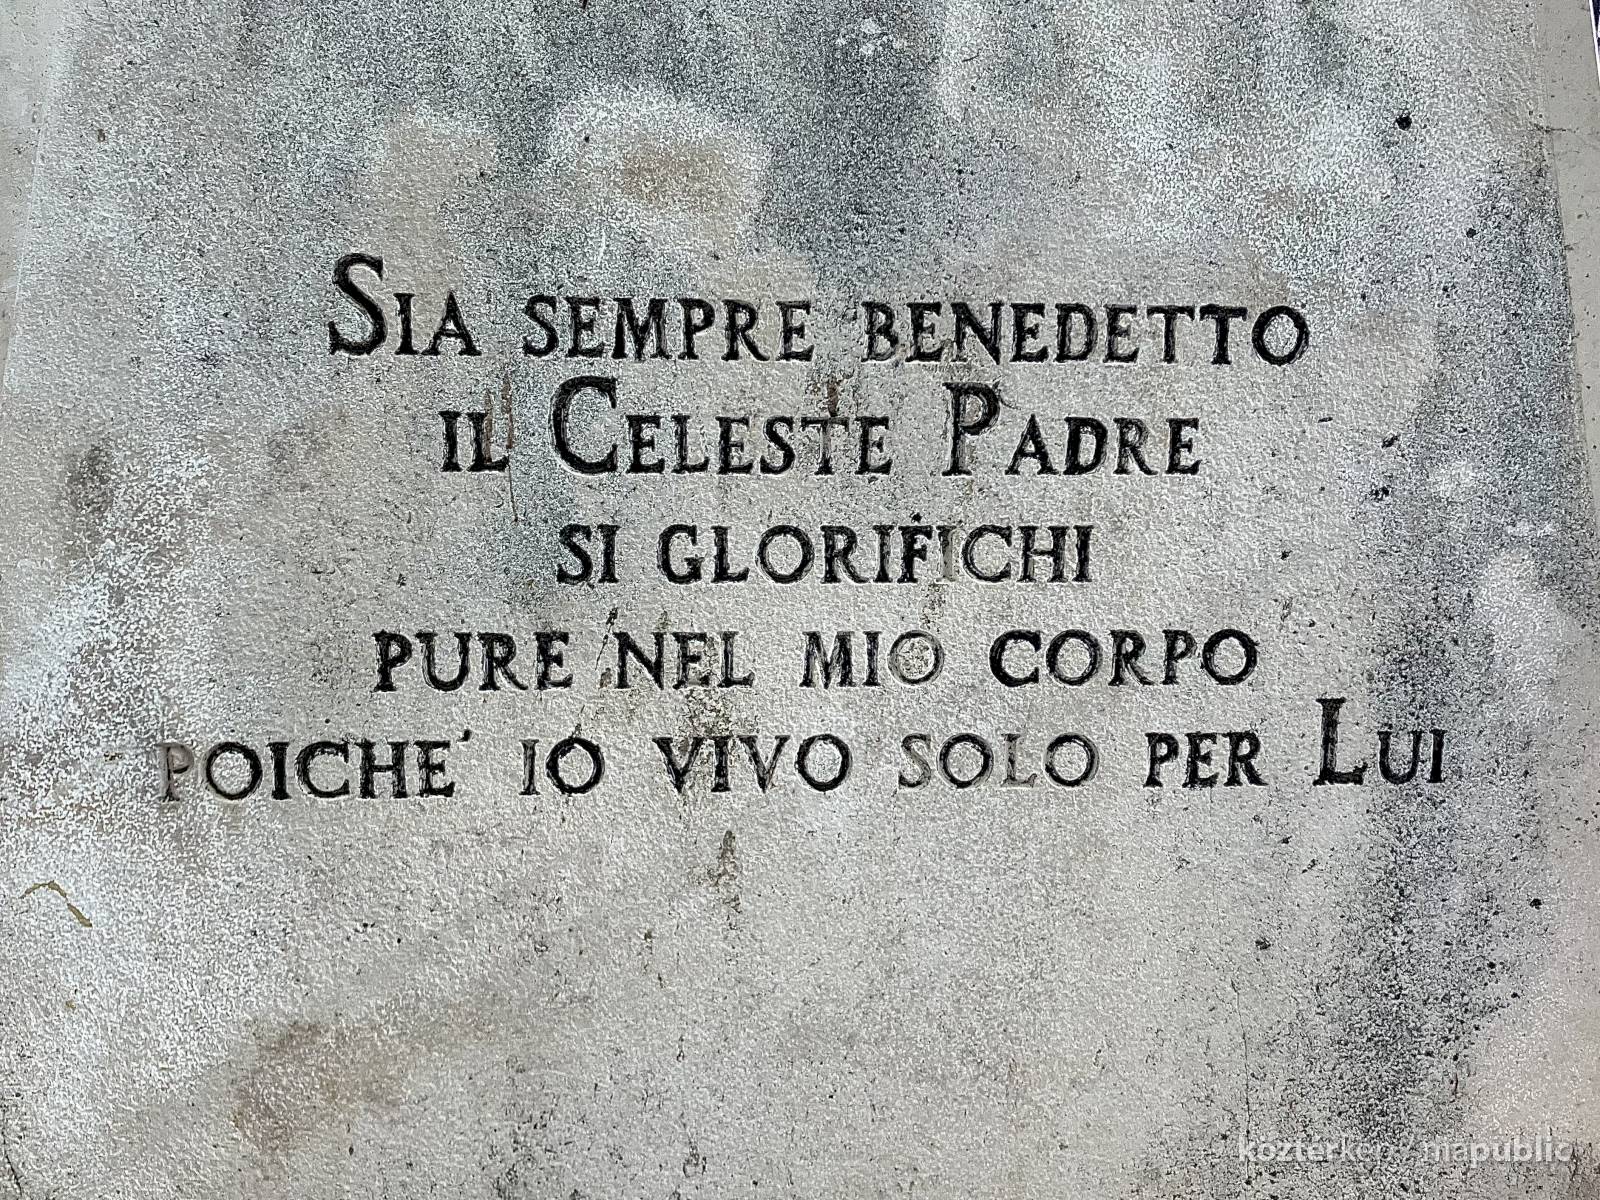 Sia sempre benedetto
il Celeste Padre
si glorifichi
pure nel mio corpo
poiche´ io vivo solo per Lui
köztérkép / mapublic